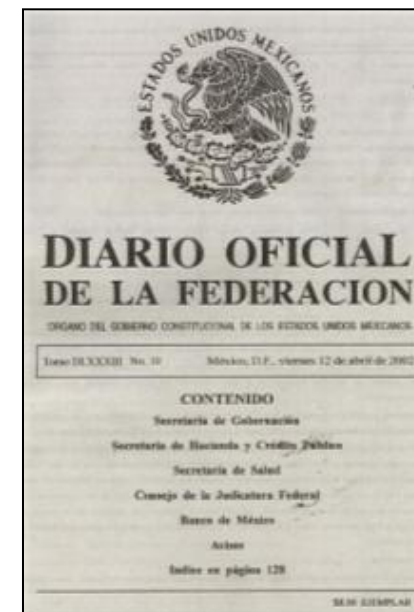 ESTADOS UNIDOS MEXICANOS
DIARIO OFICIAL
DE LA FEDERACION
ORGANO DEL GOBIERNO CONSTITUCIONAL DE LOS ESTADOS UNIDOS MEXICANOS
Tomo DLXXXIII No. 10 México, D.F., viernes 12 de abril de 2002
CONTENIDO
Secretaría de Gobernación
Secretaría de Hacienda y Crédito Público
Secretaría de Salud
Consejo de la Judicatura Federal
Banco de México
Avisos
Indice en página 128
EJEMPLAR